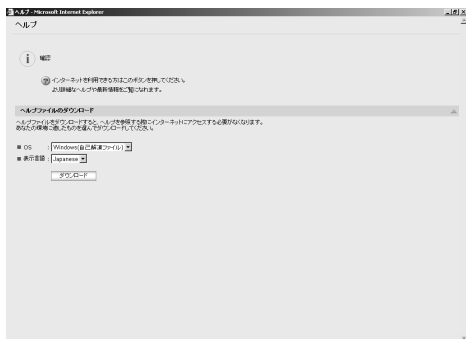 ヘルプ - Microsoft Internet Explorer
ヘルプ
確認
インターネットを利用できる方はこのボタンを押してください。
より詳細なヘルプや最新情報をご覧になれます。
ヘルプファイルのダウンロード
ヘルプファイルをダウンロードすると、ヘルプを参照する際にインターネットにアクセスする必要がなくなります。
あなたの環境に適したものを選んでダウンロードしてください。
■ OS : Windows(自己解凍ファイル)
■ 表示言語 : Japanese
ダウンロード